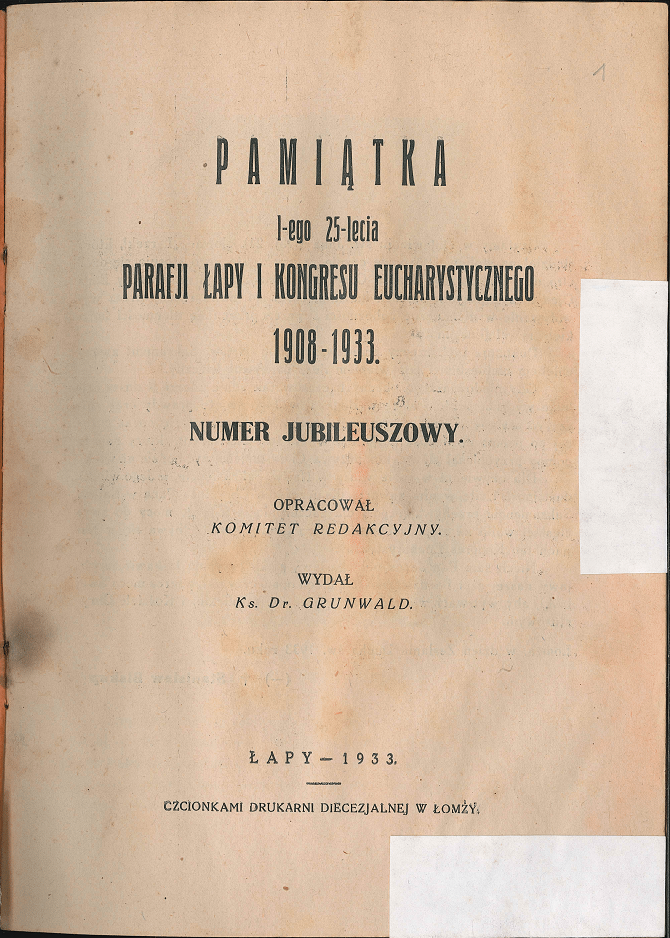 1
PAMIĄTKA
I-ego 25-lecia
PARAFJI ŁAPY I KONGRESU EUCHARYSTYCZNEGO
1908-1933.
NUMER JUBILEUSZOWY.
OPRACOWAŁ
KOMITET REDAKCYJNY.
WYDAŁ
Ks. Dr. GRUNWALD.
ŁAPY — 1933.
CZCIONKAMI DRUKARNI DIECEZJALNEJ W ŁOMŻY.